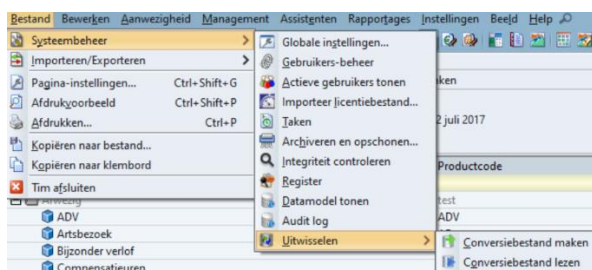 Bestand Bewerken Aanwezigheid Management Assistenten Rapportages Instellingen Beeld Help
Systeembeheer
Importeren/Exporteren
Pagina-instellingen... Ctrl+Shift+G
Afdrukvoorbeeld Ctrl+Shift+P
Afdrukken... Ctrl+P
Kopiëren naar bestand...
Kopiëren naar klembord
Tim afsluiten
ADV
Artsbezoek
Bijzonder verlof
Compensatieuren
Globale instellingen...
Gebruikers-beheer
Actieve gebruikers tonen
Importeer licentiebestand...
Taken
Archiveren en opschonen...
Integriteit controleren
Register
Datamodel tonen
Audit log
Uitwisselen
Conversiebestand maken
Conversiebestand lezen
ken
2 juli 2017
Productcode
test
ADV